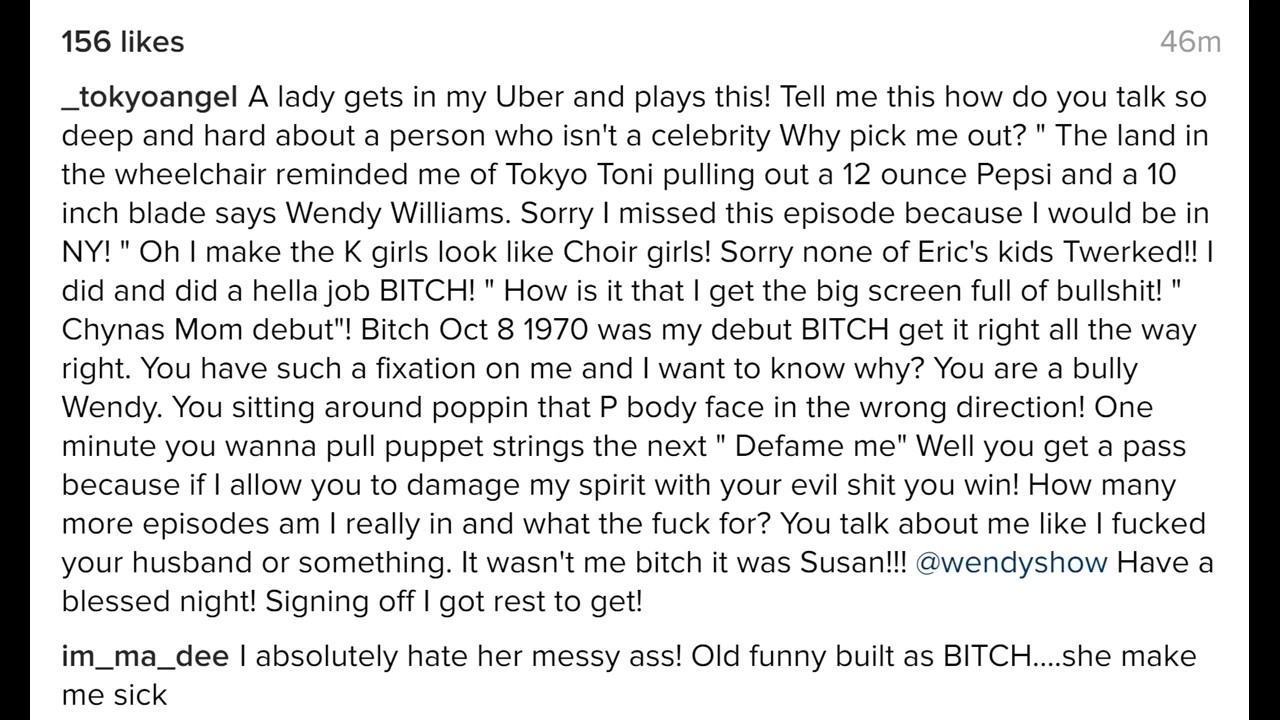 156 likes 46m
_tokyoangel A lady gets in my Uber and plays this! Tell me this how do you talk so
deep and hard about a person who isn't a celebrity Why pick me out? " The land in
the wheelchair reminded me of Tokyo Toni pulling out a 12 ounce Pepsi and a 10
inch blade says Wendy Williams. Sorry I missed this episode because I would be in
NY! " Oh I make the K girls look like Choir girls! Sorry none of Eric's kids Twerked!! I
did and did a hella job BITCH! " How is it that I get the big screen full of bullshit! "
Chynas Mom debut"! Bitch Oct 8 1970 was my debut BITCH get it right all the way
right. You have such a fixation on me and I want to know why? You are a bully
Wendy. You sitting around poppin that P body face in the wrong direction! One
minute you wanna pull puppet strings the next " Defame me" Well you get a pass
because if I allow you to damage my spirit with your evil shit you win! How many
more episodes am I really in and what the fuck for? You talk about me like I fucked
your husband or something. It wasn't me bitch it was Susan!!! @wendyshow Have a
blessed night! Signing off I got rest to get!
im_ma_dee I absolutely hate her messy ass! Old funny built as BITCH....she make
me sick